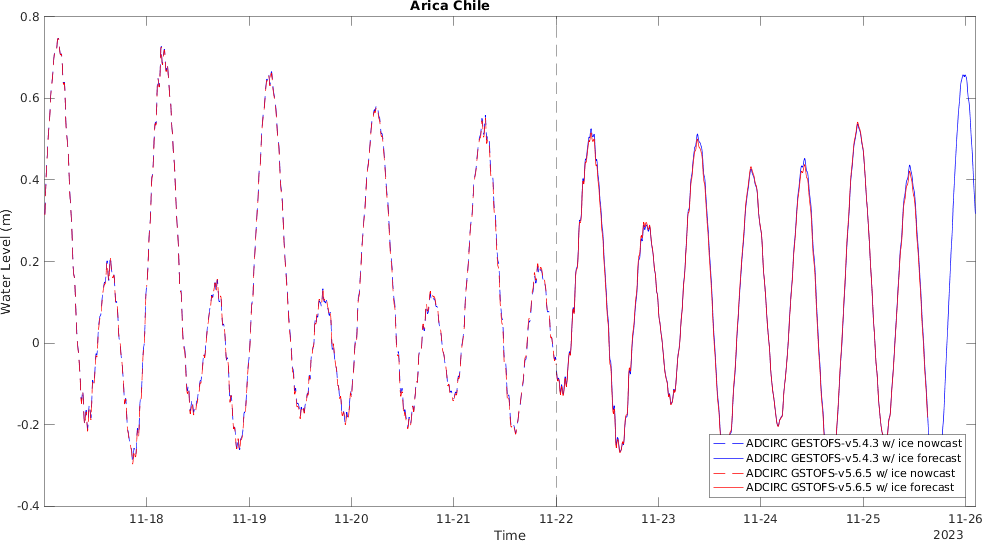 Arica Chile
0.8
0.6
0.4
0.2
0
-0.2
-0.4
Water Level (m)
ADCIRC GESTOFS-v5.4.3 w/ ice nowcast
ADCIRC GESTOFS-v5.4.3 w/ ice forecast
ADCIRC GSTOFS-v5.6.5 w/ ice nowcast
ADCIRC GSTOFS-v5.6.5 w/ ice forecast
11-18 11-19 11-20 11-21 11-22 11-23 11-24 11-25 11-26
Time 2023